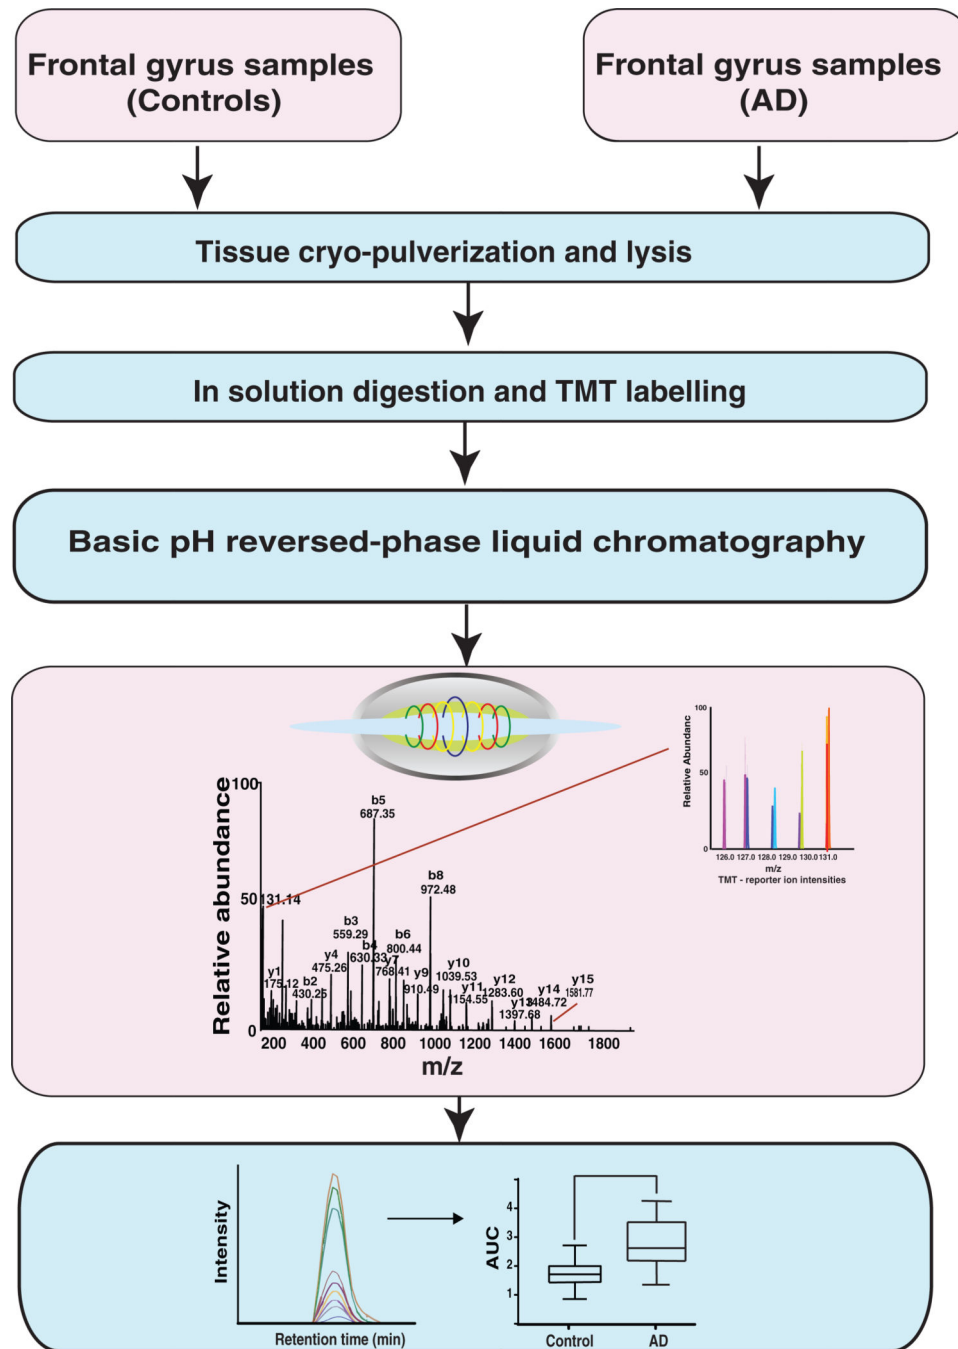 Frontal gyrus samples
(Controls)
Frontal gyrus samples
(AD)
Tissue cryo-pulverization and lysis
In solution digestion and TMT labelling
Basic pH reversed-phase liquid chromatography
Relative abundance
100
50
0
131.14
y1
175.12
b2
430.25
y4
475.26
b3
559.29
b4
630.33
b5
687.35
y7
768.41
b6
800.44
y9
910.49
b8
972.48
y10
1039.53
y11
1154.55
y12
1283.60
y13
1397.68
y14
1484.72
y15
1581.77
200 400 600 800 1000 1200 1400 1600 1800
m/z
Relative Abundanc
100
50
0
126.0 127.0 128.0 129.0 130.0 131.0
m/z
TMT - reporter ion intensities
Intensity
Retention time (min)
AUC
4
3
2
1
Control AD